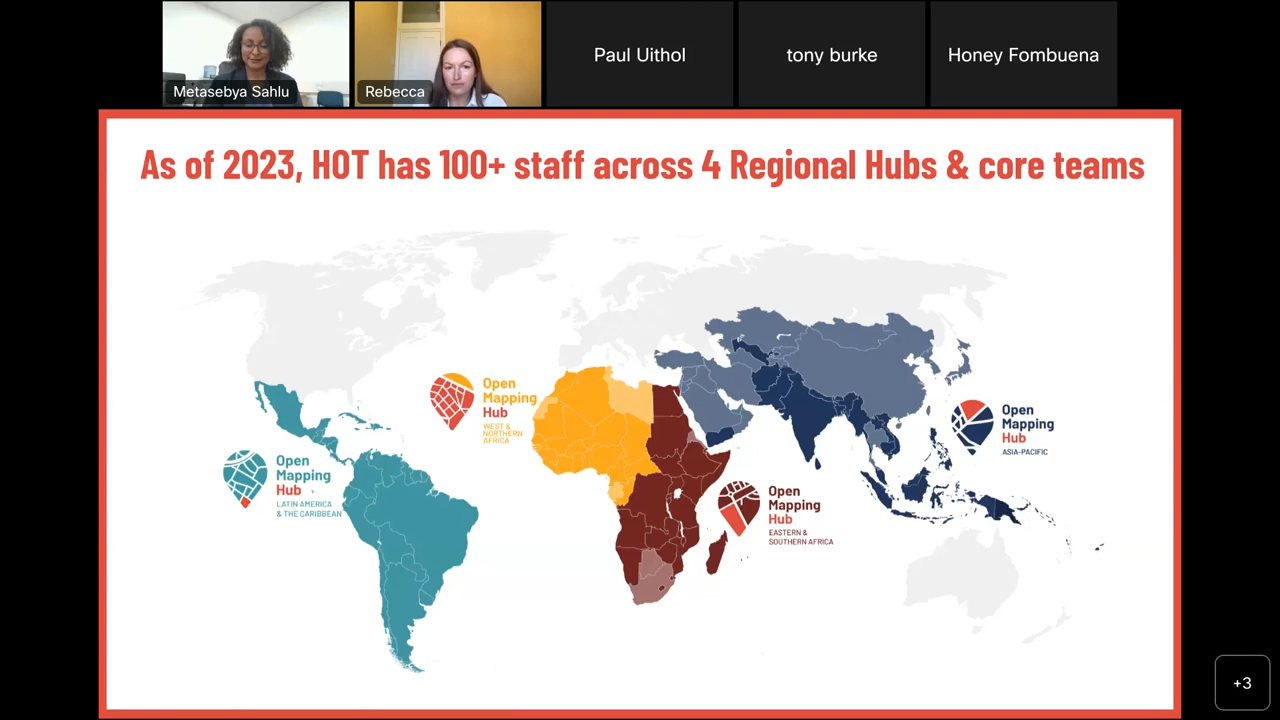 Metasebya Sahlu
Rebecca
Paul Uithol
tony burke
Honey Fombuena
As of 2023, HOT has 100+ staff across 4 Regional Hubs & core teams
Open
Mapping
Hub
WEST &
NORTHERN
AFRICA
Open
Mapping
Hub
ASIA-PACIFIC
Open
Mapping
Hub
LATIN AMERICA
& THE CARIBBEAN
Open
Mapping
Hub
EASTERN &
SOUTHERN AFRICA
+3